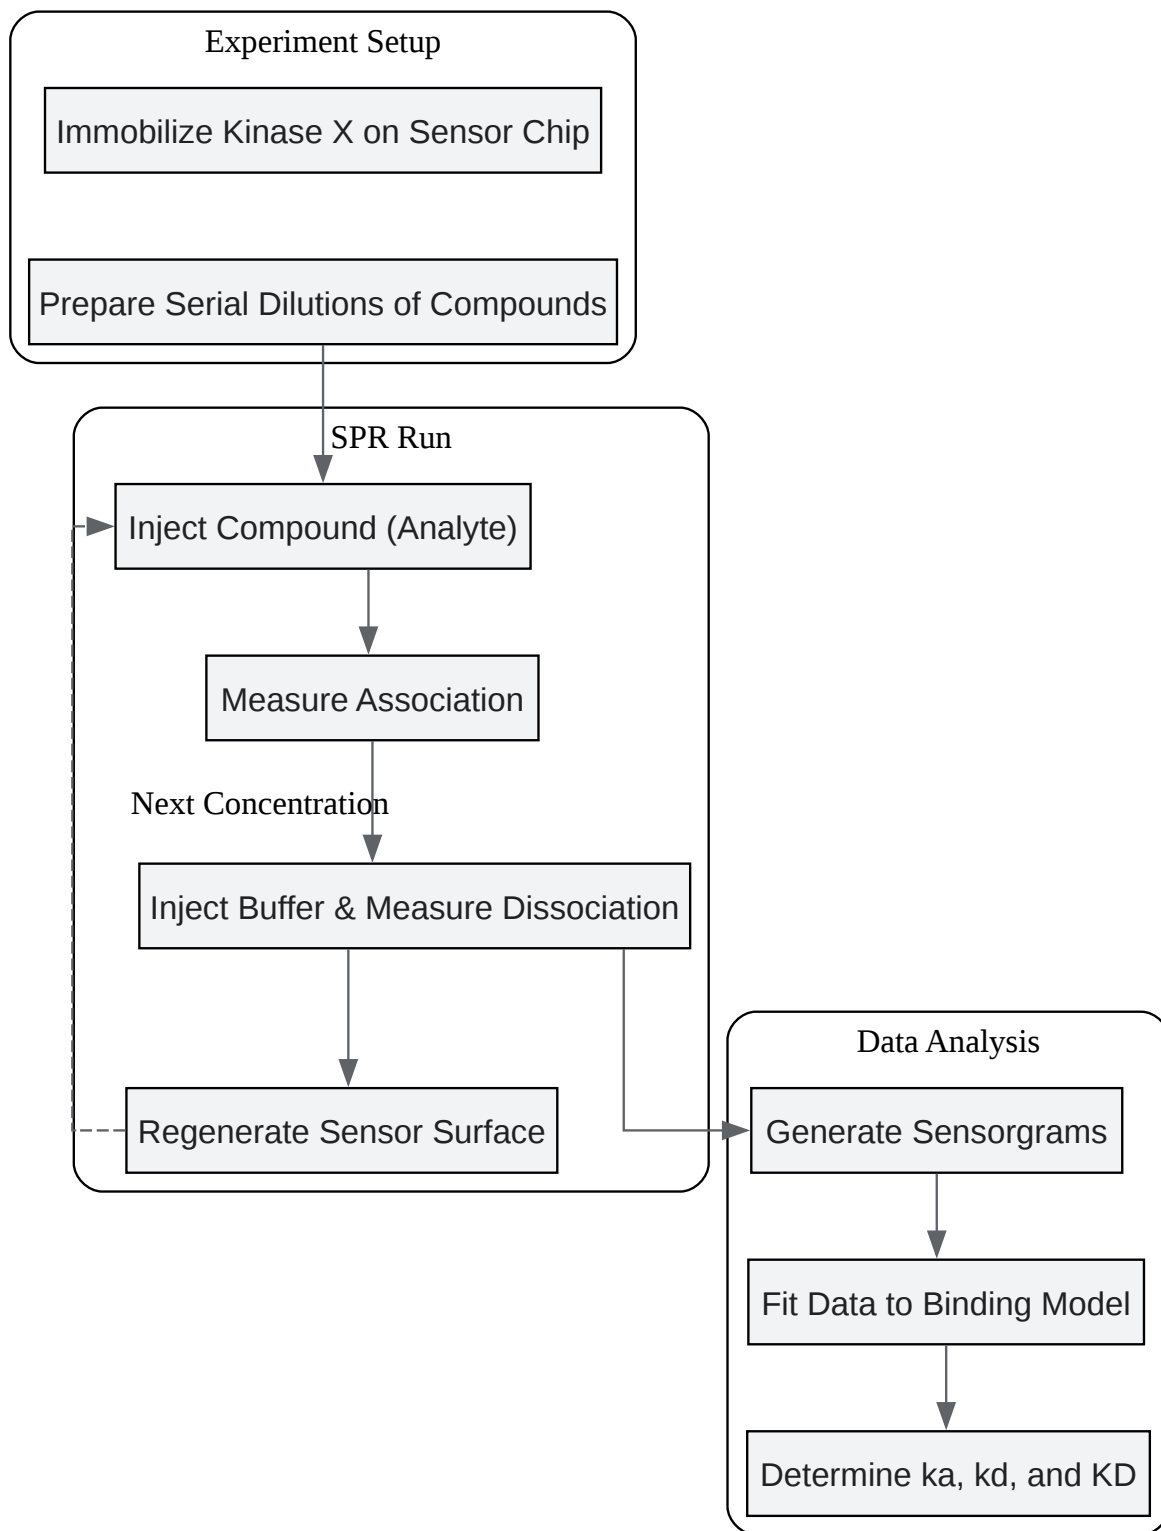 Experiment Setup
Immobilize Kinase X on Sensor Chip
Prepare Serial Dilutions of Compounds
SPR Run
Inject Compound (Analyte)
Measure Association
Next Concentration
Inject Buffer & Measure Dissociation
Regenerate Sensor Surface
Data Analysis
Generate Sensorgrams
Fit Data to Binding Model
Determine ka, kd, and KD